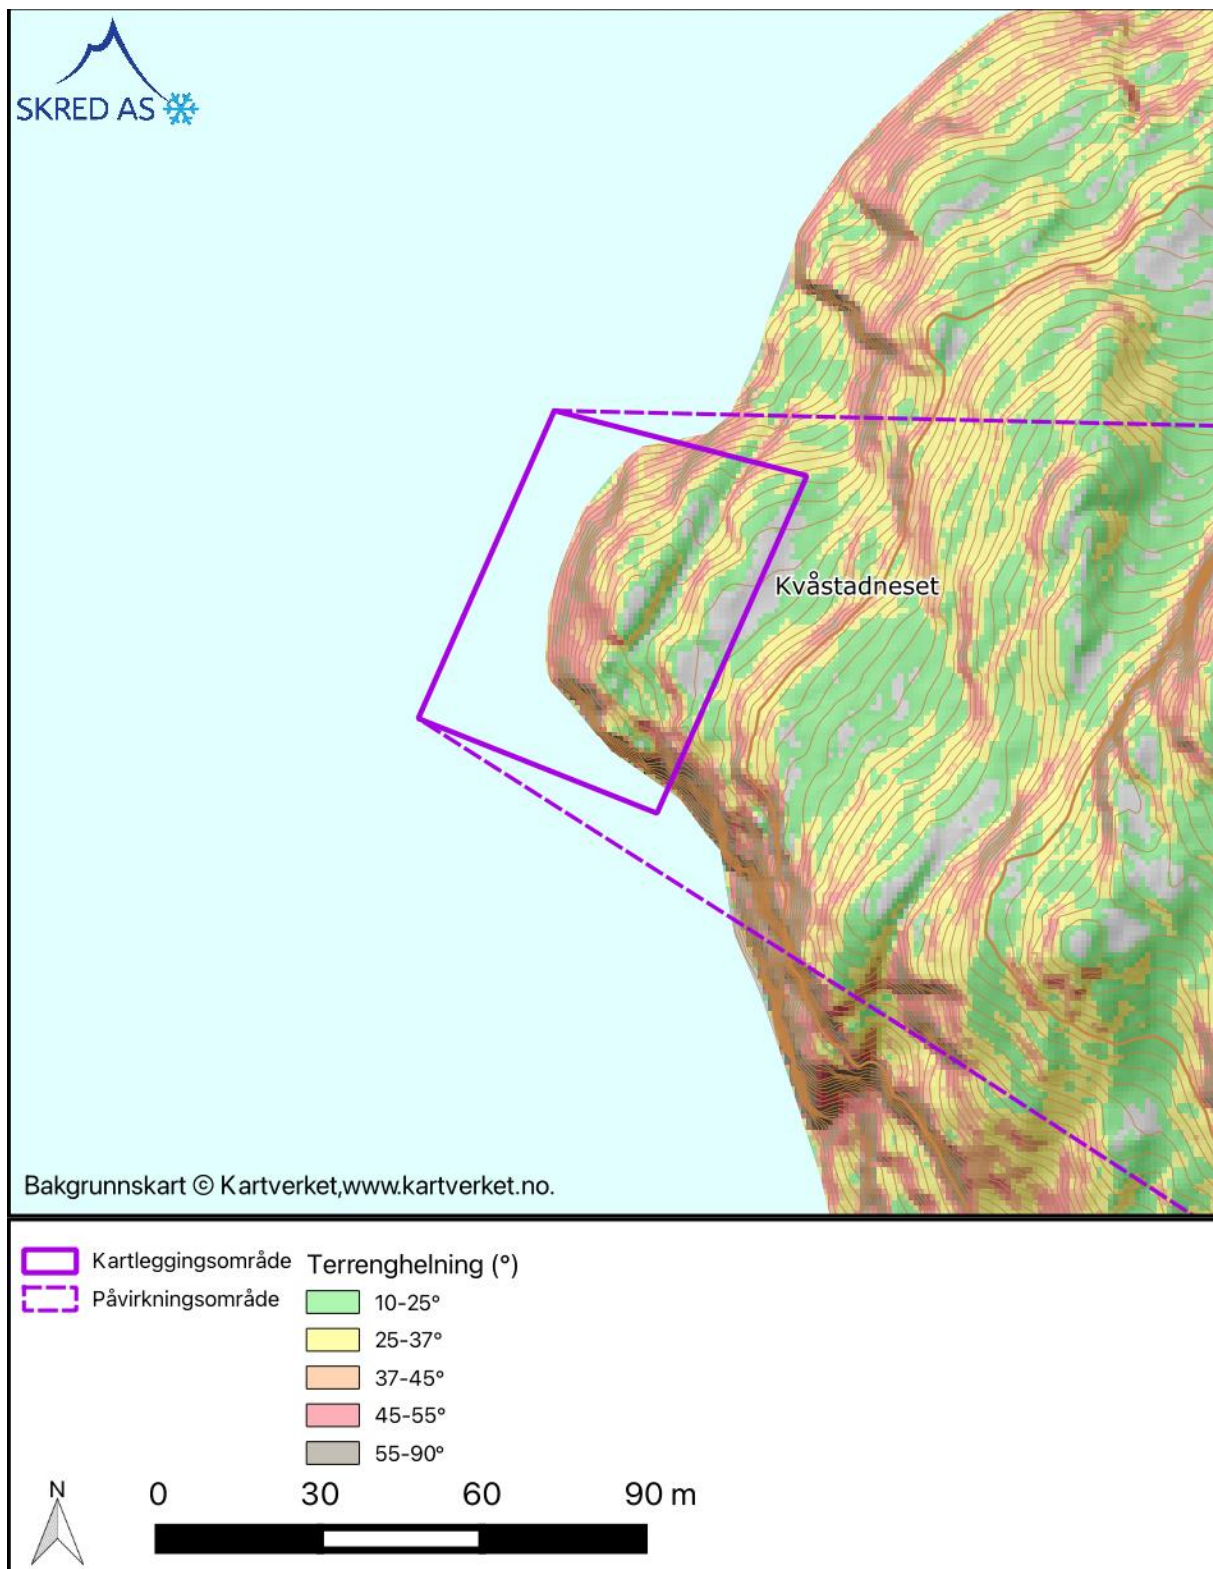 SKRED AS
Kvåstadneset
Bakgrunnskart © Kartverket,www.kartverket.no.
Kartleggingsområde
Påvirkningsområde
Terrenghelning (°)
10-25°
25-37°
37-45°
45-55°
55-90°
N
0 30 60 90 m